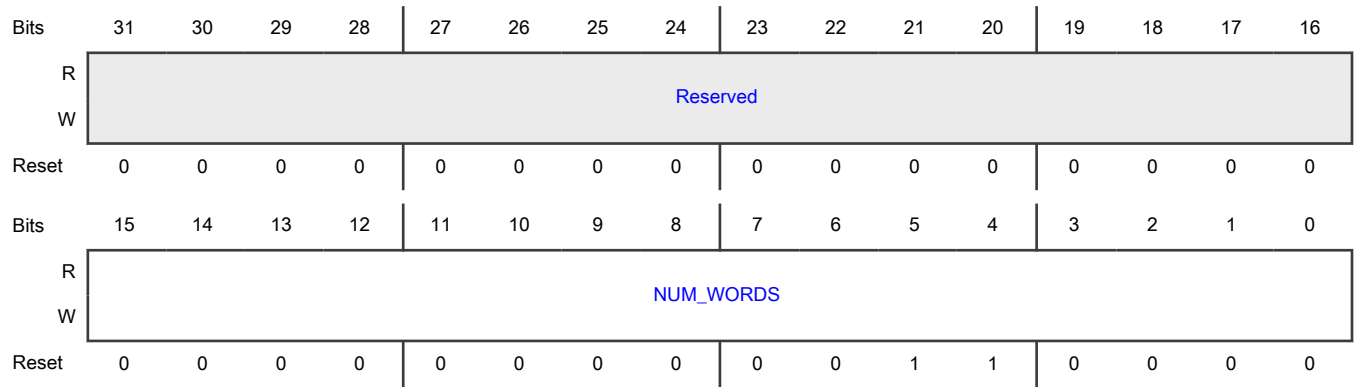 Bits 31 30 29 28 27 26 25 24 23 22 21 20 19 18 17 16
R
Reserved
W
Reset 0 0 0 0 0 0 0 0 0 0 0 0 0 0 0 0
Bits 15 14 13 12 11 10 9 8 7 6 5 4 3 2 1 0
R
NUM_WORDS
W
Reset 0 0 0 0 0 0 0 0 0 0 1 1 0 0 0 0